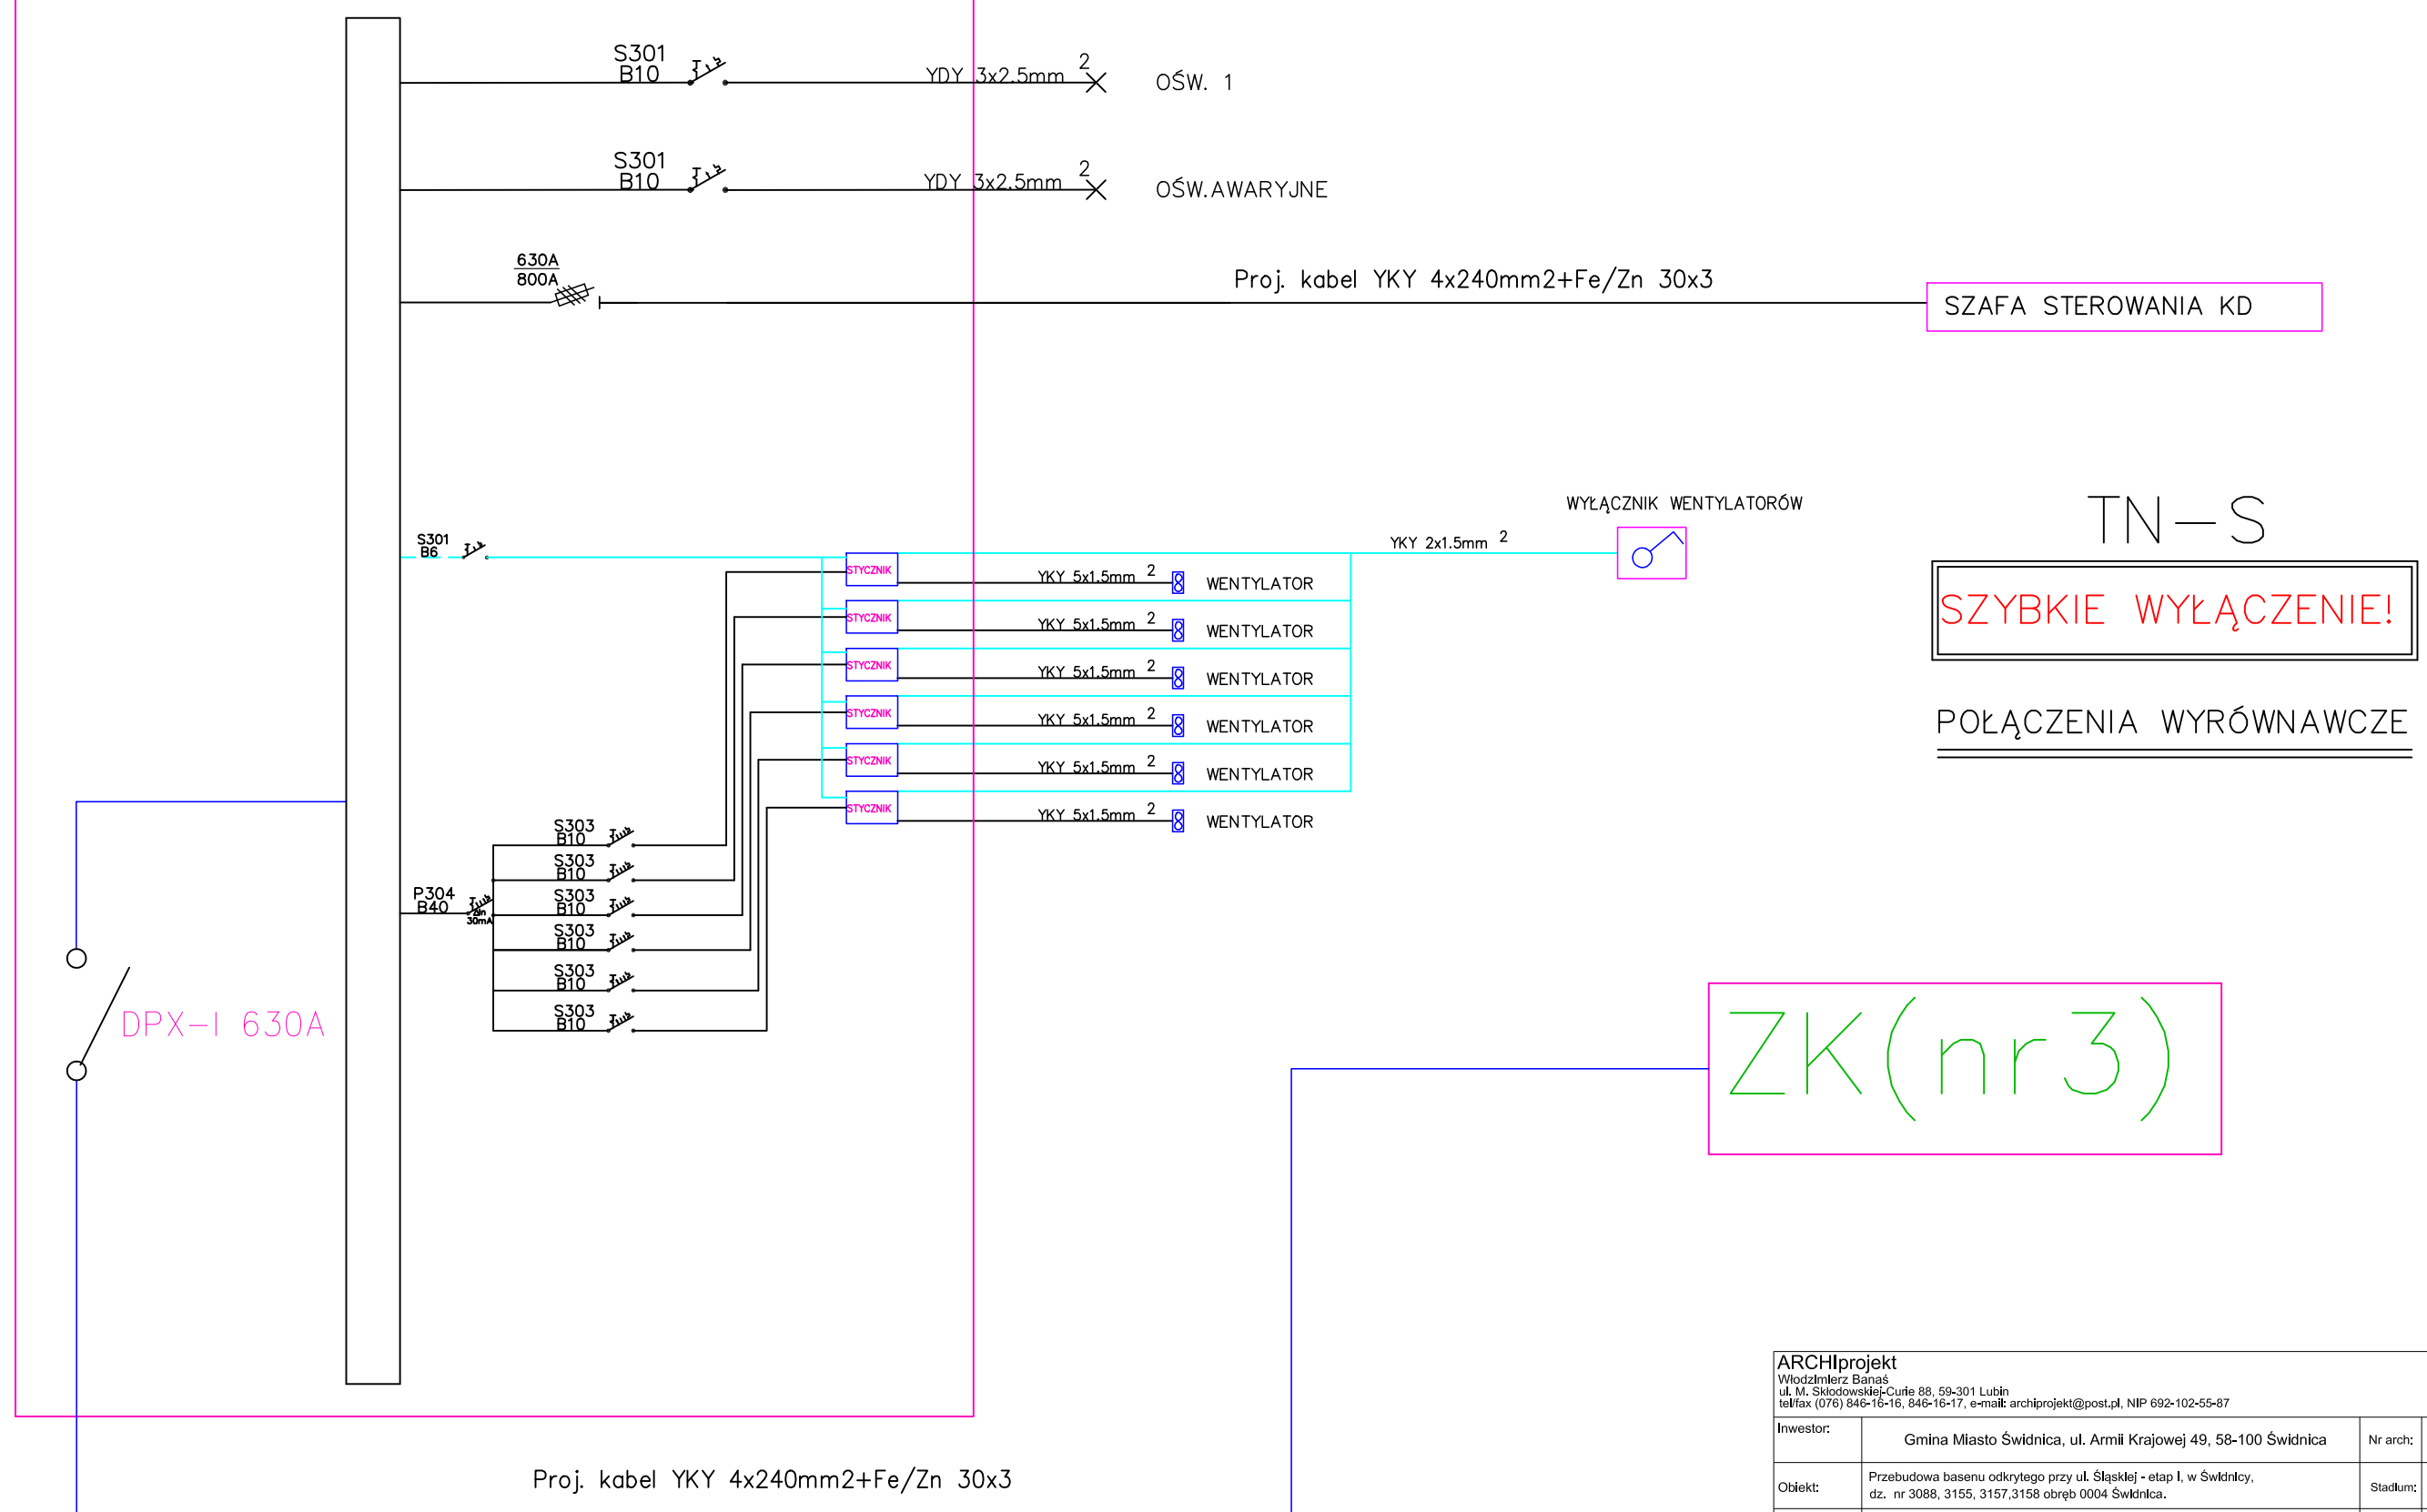 S301
B10
YDY 3x2.5mm 2
OŚW. 1
S301
B10
YDY 3x2.5mm 2
OŚW.AWARYJNE
630A
800A
Proj. kabel YKY 4x240mm2+Fe/Zn 30x3
SZAFA STEROWANIA KD
WYŁĄCZNIK WENTYLATORÓW
TN-S
S301
B6
YKY 2x1.5mm 2
STYCZNIK
YKY 5x1.5mm 2
WENTYLATOR
STYCZNIK
YKY 5x1.5mm 2
WENTYLATOR
STYCZNIK
YKY 5x1.5mm 2
WENTYLATOR
STYCZNIK
YKY 5x1.5mm 2
WENTYLATOR
STYCZNIK
YKY 5x1.5mm 2
WENTYLATOR
STYCZNIK
YKY 5x1.5mm 2
WENTYLATOR
SZYBKIE WYŁĄCZENIE!
POŁĄCZENIA WYRÓWNAWCZE
S303
B10
S303
B10
P304
B40
ΔIn
30mA
S303
B10
S303
B10
S303
B10
S303
B10
DPX-I 630A
ZK(nr3)
ARCHIprojekt
Włodzimierz Banaś
ul. M. Skłodowskiej-Curie 88, 59-301 Lubin
tel/fax (076) 846-16-16, 846-16-17, e-mail: archiprojekt@post.pl, NIP 692-102-55-87
Inwestor:
Gmina Miasto Świdnica, ul. Armii Krajowej 49, 58-100 Świdnica
Nr arch:
Obiekt:
Przebudowa basenu odkrytego przy ul. Śląskiej - etap I, w Świdnicy,
dz. nr 3088, 3155, 3157,3158 obręb 0004 Świdnica.
Stadium:
Proj. kabel YKY 4x240mm2+Fe/Zn 30x3